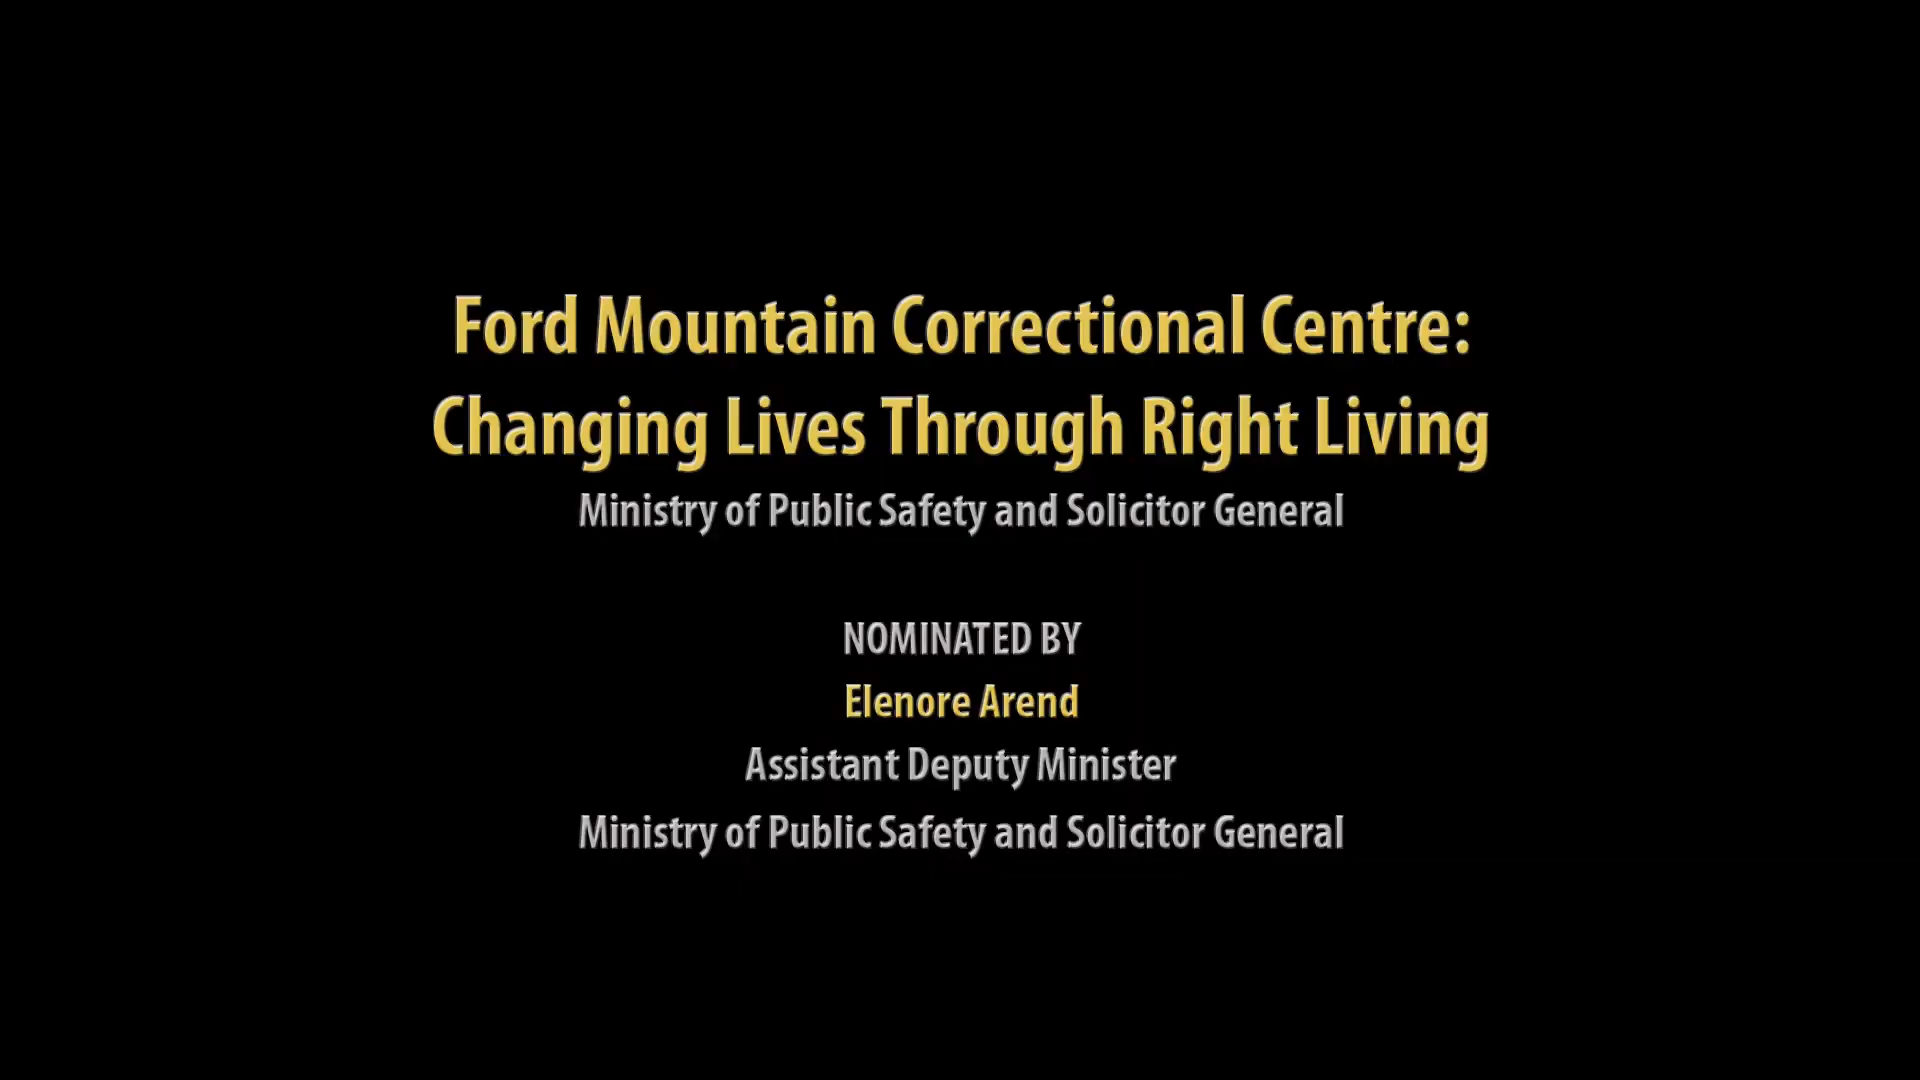 Ford Mountain Correctional Centre:
Changing Lives Through Right Living
Ministry of Public Safety and Solicitor General
NOMINATED BY
Elenore Arend
Assistant Deputy Minister
Ministry of Public Safety and Solicitor General